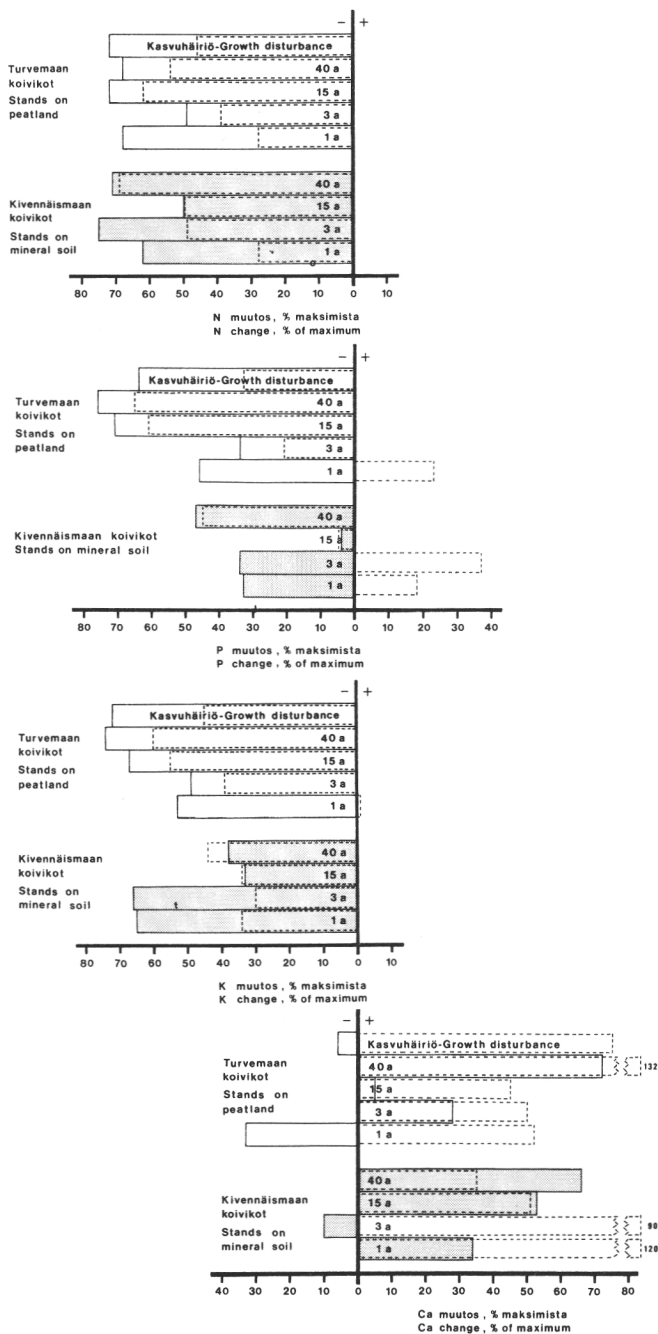 − +
Kasvuhäiriö-Growth disturbance
Turvemaan
koivikot
Stands on
peatland
40 a
15 a
3 a
1 a
Kivennäismaan
koivikot
Stands on
mineral soil
40 a
15 a
3 a
1 a
80 70 60 50 40 30 20 10 0 10
N muutos, % maksimista
N change, % of maximum
− +
Kasvuhäiriö-Growth disturbance
Turvemaan
koivikot
Stands on
peatland
40 a
15 a
3 a
1 a
Kivennäismaan koivikot
Stands on mineral soil
40 a
15 a
3 a
1 a
80 70 60 50 40 30 20 10 0 10 20 30 40
P muutos, % maksimista
P change, % of maximum
− +
Kasvuhäiriö-Growth disturbance
Turvemaan
koivikot
Stands on
peatland
40 a
15 a
3 a
1 a
Kivennäismaan
koivikot
Stands on
mineral soil
40 a
15 a
3 a
1 a
80 70 60 50 40 30 20 10 0 10
K muutos, % maksimista
K change, % of maximum
− +
Kasvuhäiriö-Growth disturbance
Turvemaan
koivikot
Stands on
peatland
40 a 132
15 a
3 a
1 a
Kivennäismaan
koivikot
Stands on
mineral soil
40 a
15 a
3 a 90
1 a 120
40 30 20 10 0 10 20 30 40 50 60 70 80
Ca muutos, % maksimista
Ca change, % of maximum